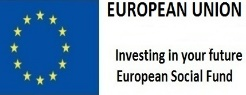 EUROPEAN UNION
Investing in your future
European Social Fund